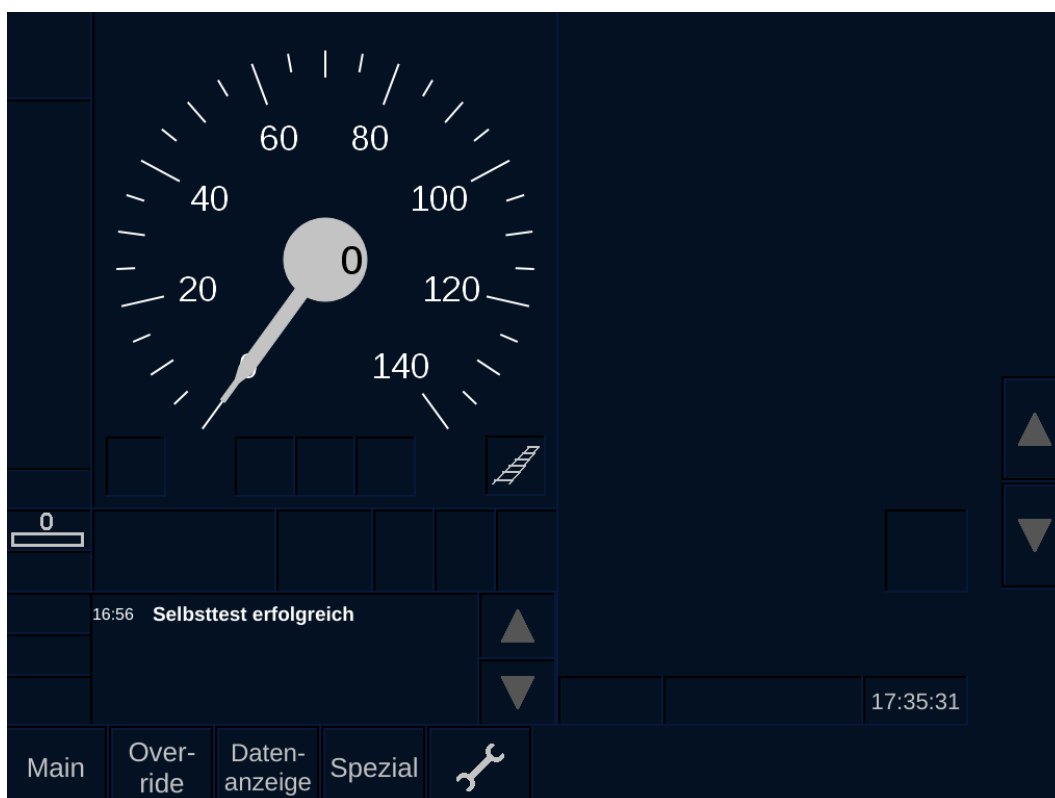 60 80
40 100
0
20 120
0 140
0
16:56 Selbsttest erfolgreich
17:35:31
Main
Over-
ride
Daten-
anzeige
Spezial